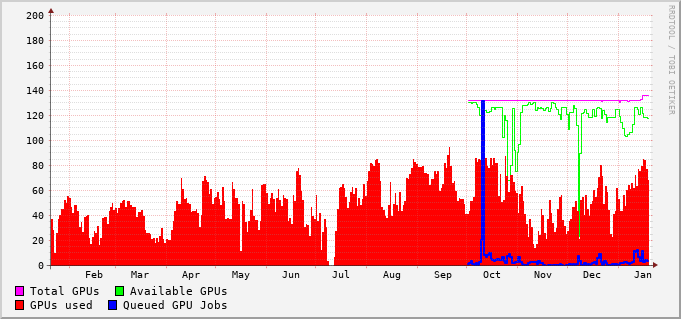 200
180
160
140
120
100
80
60
40
20
0
Feb Mar Apr May Jun Jul Aug Sep Oct Nov Dec Jan
Total GPUs Available GPUs
GPUs used Queued GPU Jobs
RRDTOOL / TOBI OETIKER